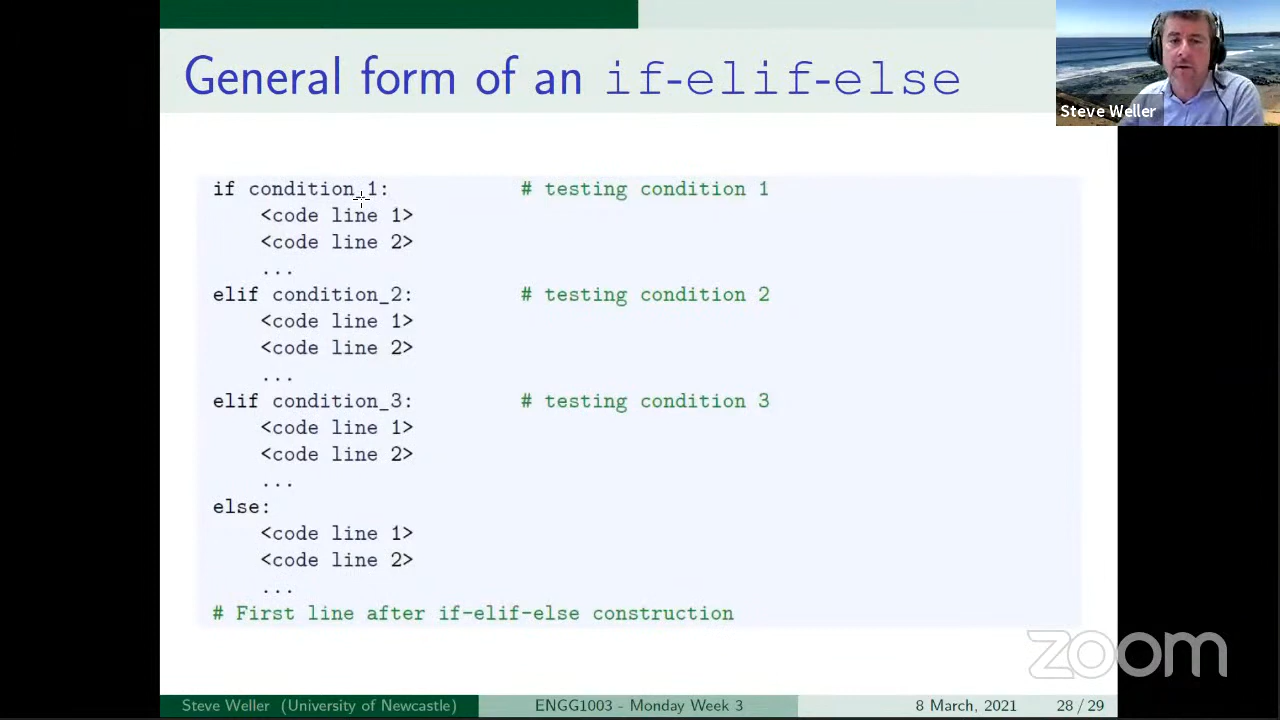 General form of an if-elif-else
Steve Weller
if condition_1: # testing condition 1
<code line 1>
<code line 2>
...
elif condition_2: # testing condition 2
<code line 1>
<code line 2>
...
elif condition_3: # testing condition 3
<code line 1>
<code line 2>
...
else:
<code line 1>
<code line 2>
...
# First line after if-elif-else construction
zoom
Steve Weller (University of Newcastle) ENGG1003 - Monday Week 3 8 March, 2021 28 / 29